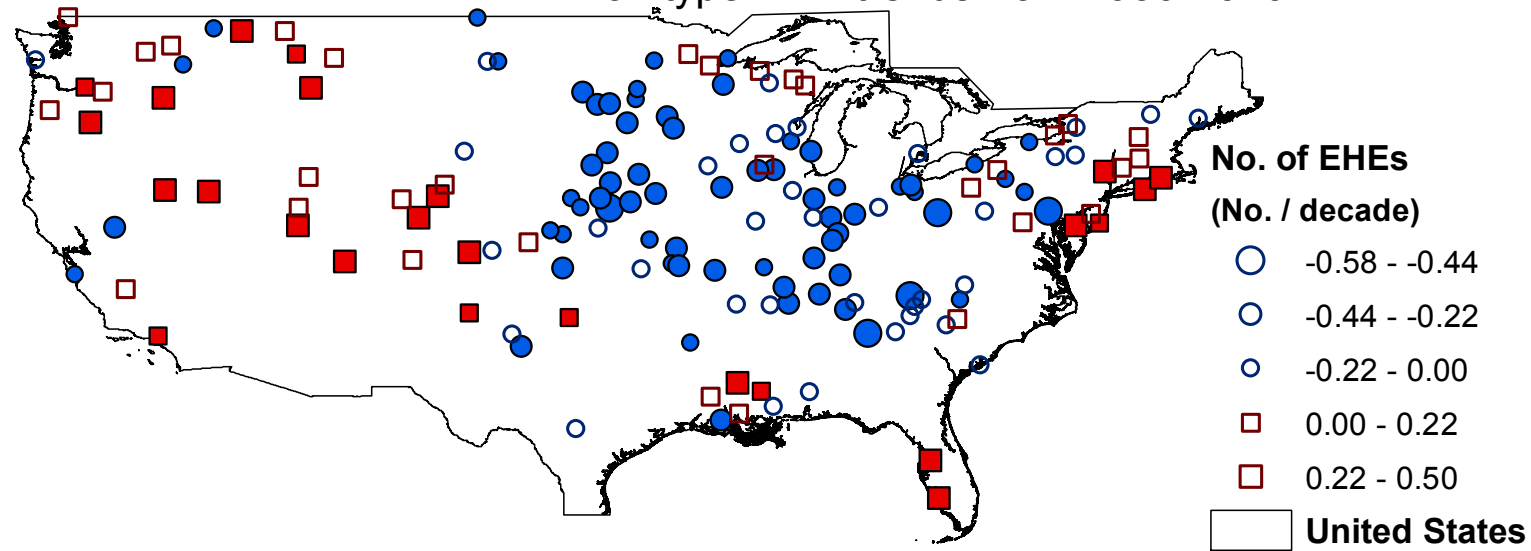 No. of EHEs
(No. / decade)
-0.58 - -0.44
-0.44 - -0.22
-0.22 - 0.00
0.00 - 0.22
0.22 - 0.50
United States